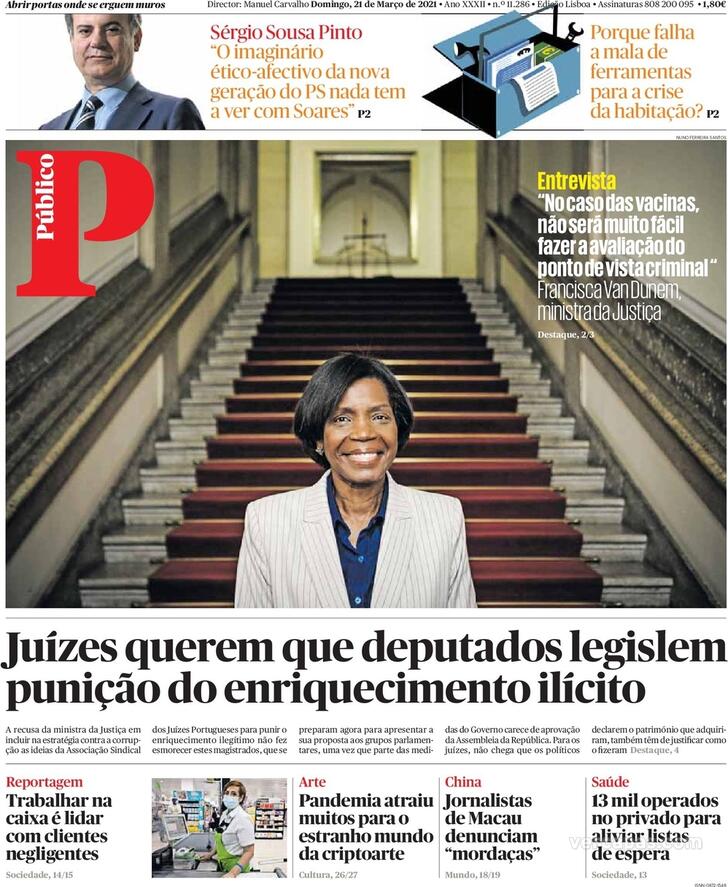 Abrir portas onde se erguem muros
Director: Manuel Carvalho Domingo, 21 de Março de 2021 • Ano XXXII • n.º 11.286 • Edição Lisboa • Assinaturas 808 200 095 • 1,80€
Sérgio Sousa Pinto
“O imaginário
ético-afectivo da nova
geração do PS nada tem
a ver com Soares” P2
Porque falha
a mala de
ferramentas
para a crise
da habitação? P2
NUNO FERREIRA SANTOS
P
Público
Entrevista
“No caso das vacinas,
não será muito fácil
fazer a avaliação do
ponto de vista criminal“
Francisca Van Dunem,
ministra da Justiça
Destaque, 2/3
Juízes querem que deputados legislem
punição do enriquecimento ilícito
A recusa da ministra da Justiça em
incluir na estratégia contra a corrup-
ção as ideias da Associação Sindical
dos Juízes Portugueses para punir o
enriquecimento ilegítimo não fez
esmorecer estes magistrados, que se
preparam agora para apresentar a
sua proposta aos grupos parlamen-
tares, uma vez que parte das medi-
das do Governo carece de aprovação
da Assembleia da República. Para os
juízes, não chega que os políticos
declarem o património que adquiri-
ram, também têm de justificar como
o fizeram Destaque, 4
Reportagem
Trabalhar na
caixa é lidar
com clientes
negligentes
Sociedade, 14/15
Arte
Pandemia atraiu
muitos para o
estranho mundo
da criptoarte
Cultura, 26/27
China
Jornalistas
de Macau
denunciam
“mordaças”
Mundo, 18/19
Saúde
13 mil operados
no privado para
aliviar listas
de espera
Sociedade, 13
vercapas.com
ISNN-0872-1548